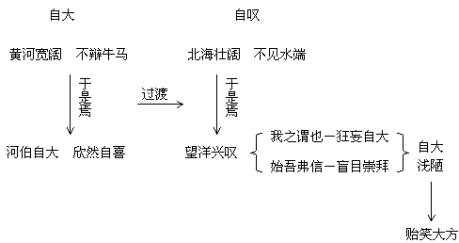 自大 自叹
黄河宽阔 不辩牛马 北海壮阔 不见水端
于是焉 过渡 于是焉
河伯自大 欣然自喜 望洋兴叹
我之谓也—狂妄自大
始吾弗信—盲目崇拜
自大
浅陋
贻笑大方